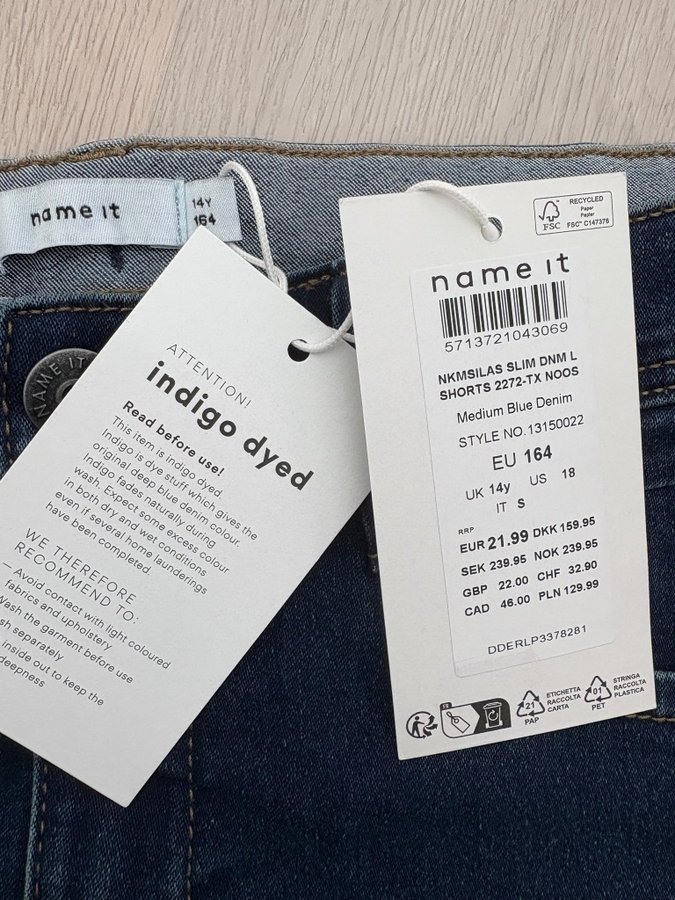 name it
14Y
164
NAME IT
ATTENTION!
indigo dyed
Read before use!
This item is indigo dyed.
Indigo is dye stuff which gives the
original deep blue denim colour.
Indigo fades naturally during
wash. Expect some excess colour
in both dry and wet conditions
even if several home launderings
have been completed.
WE THEREFORE
RECOMMEND TO:
– Avoid contact with light coloured
fabrics and upholstery
Wash the garment before use
separately
inside out to keep the
deepness
FSC
RECYCLED
Paper
Papier
FSC™ C147376
name it
5713721043069
NKMSILAS SLIM DNM L
SHORTS 2272-TX NOOS
Medium Blue Denim
STYLE NO.13150022
EU 164
UK 14y US 18
IT S
RRP
EUR 21.99 DKK 159.95
SEK 239.95 NOK 239.95
GBP 22.00 CHF 32.90
CAD 46.00 PLN 129.99
DDERLP3378281
21
PAP
ETICHETTA
RACCOLTA
CARTA
01
PET
STRINGA
RACCOLTA
PLASTICA